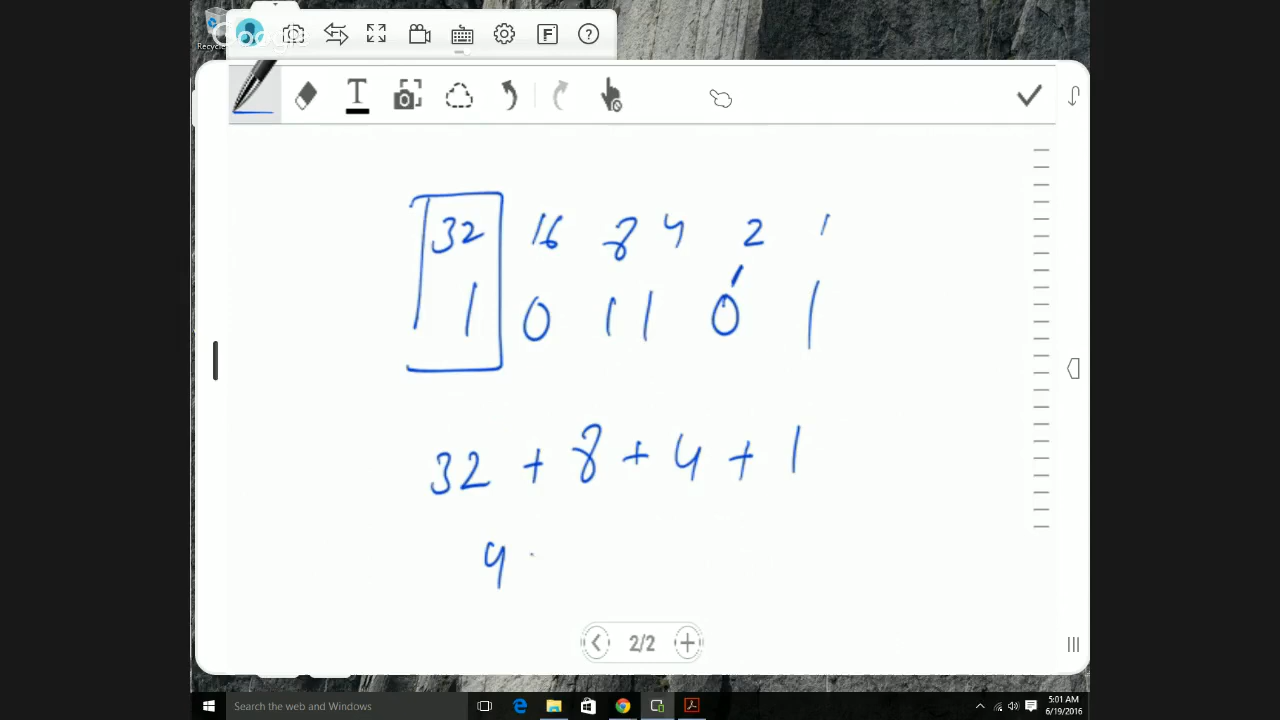 Recycle
T
F
?
32 16 8 4 2 1
1 0 1 1 0 1
32 + 8 + 4 + 1
4
2/2
Search the web and Windows
5:01 AM
6/19/2016